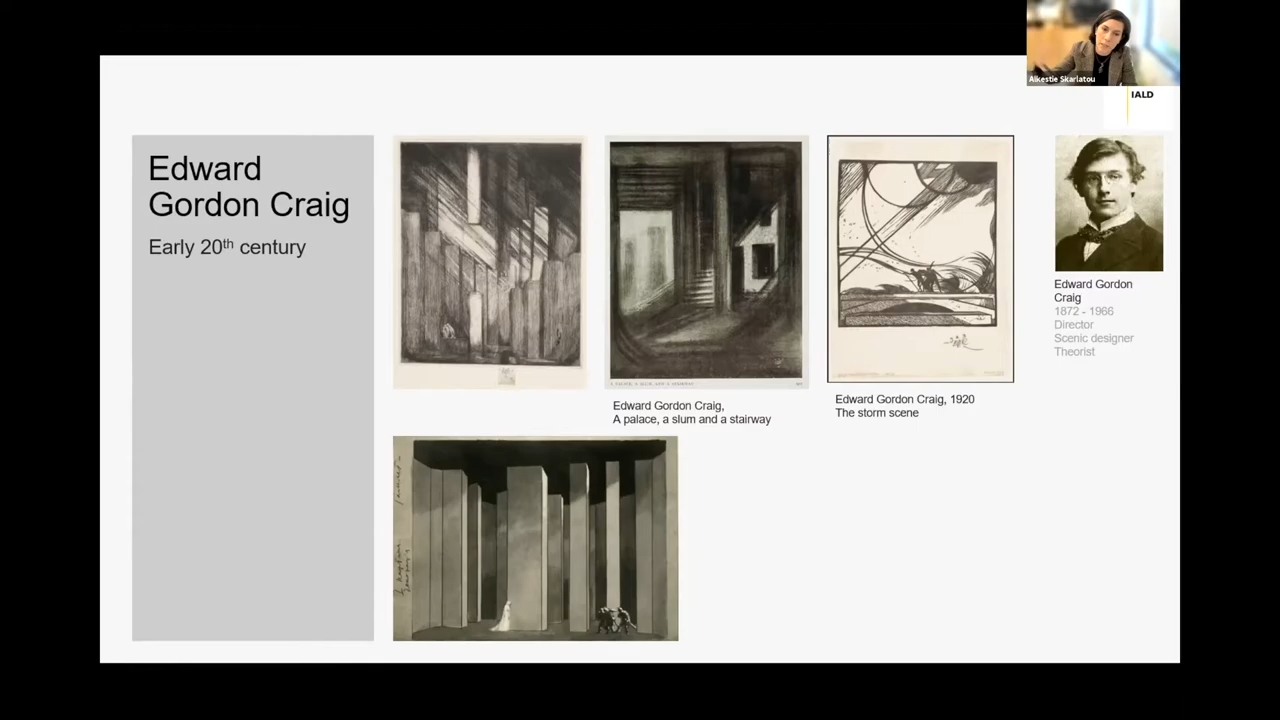 Alkestie Skarlatou
IALD
Edward
Gordon Craig
Early 20th century
Edward Gordon Craig,
A palace, a slum and a stairway
Edward Gordon Craig, 1920
The storm scene
Edward Gordon
Craig
1872 - 1966
Director
Scenic designer
Theorist